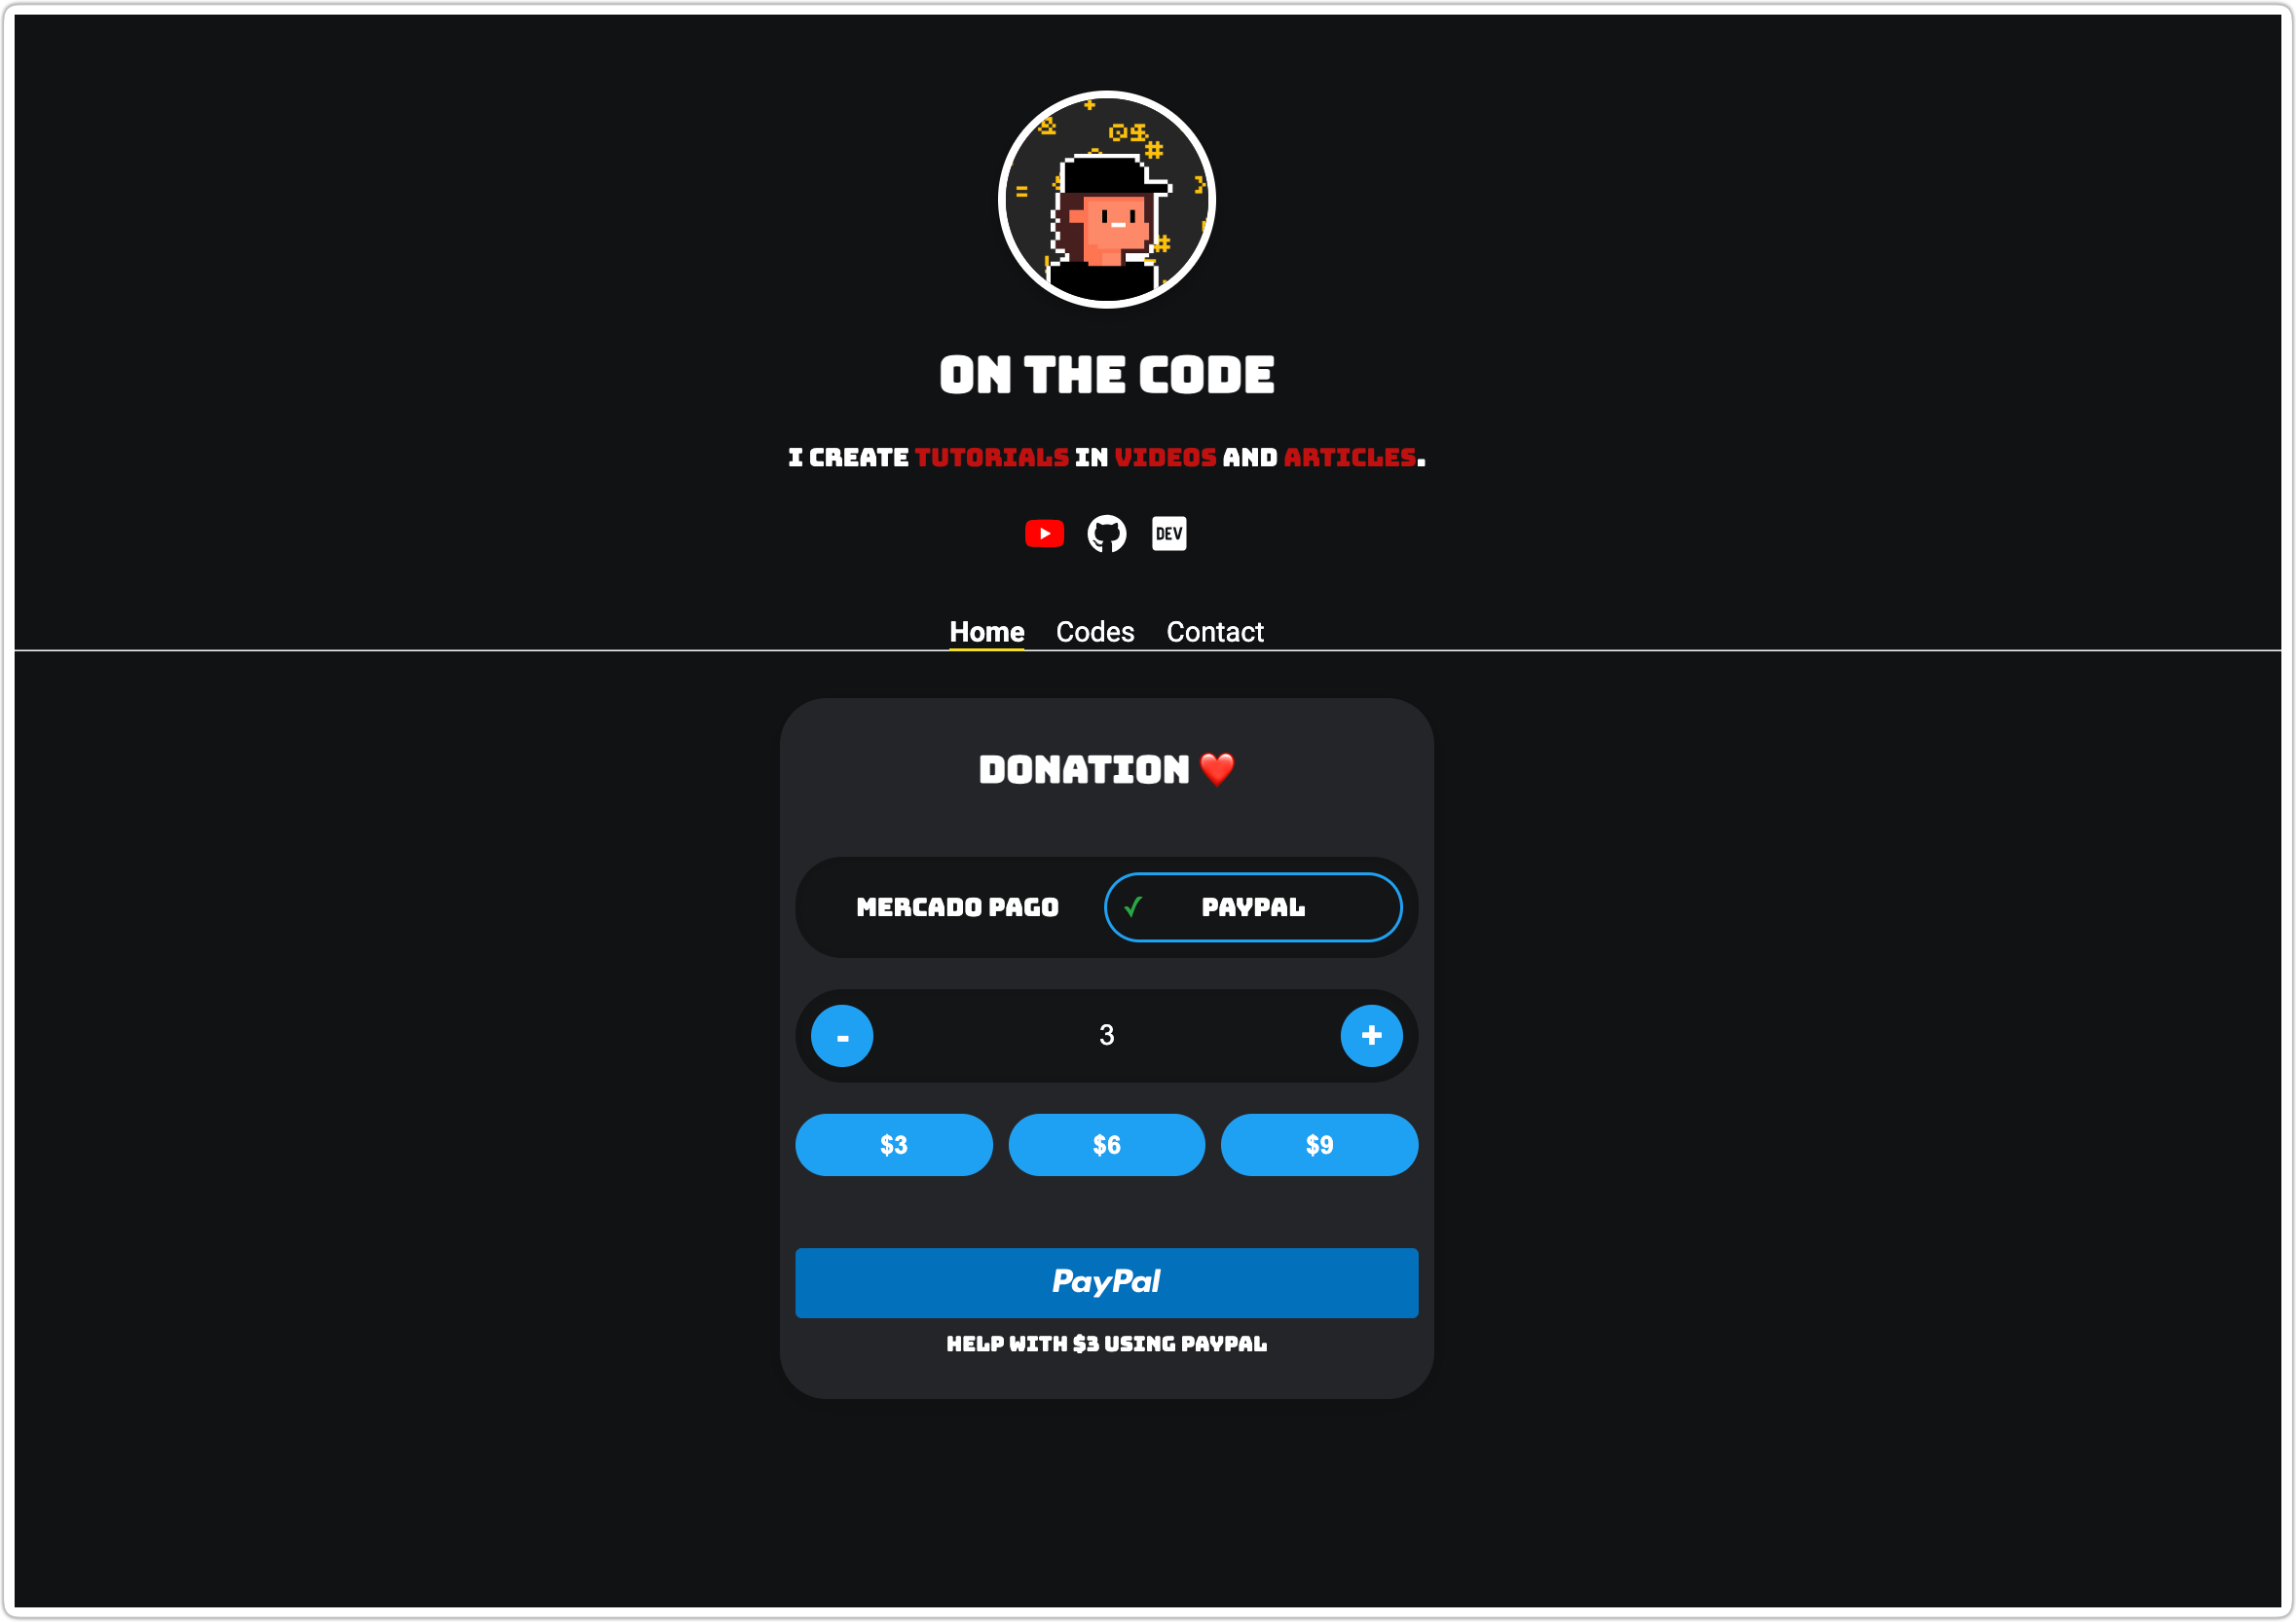 ON THE CODE
I CREATE TUTORIALS IN VIDEOS AND ARTICLES.
DEV
Home Codes Contact
DONATION ❤️
MERCADO PAGO ✓ PAYPAL
- 3 +
$3 $6 $9
PayPal
HELP WITH $3 USING PAYPAL